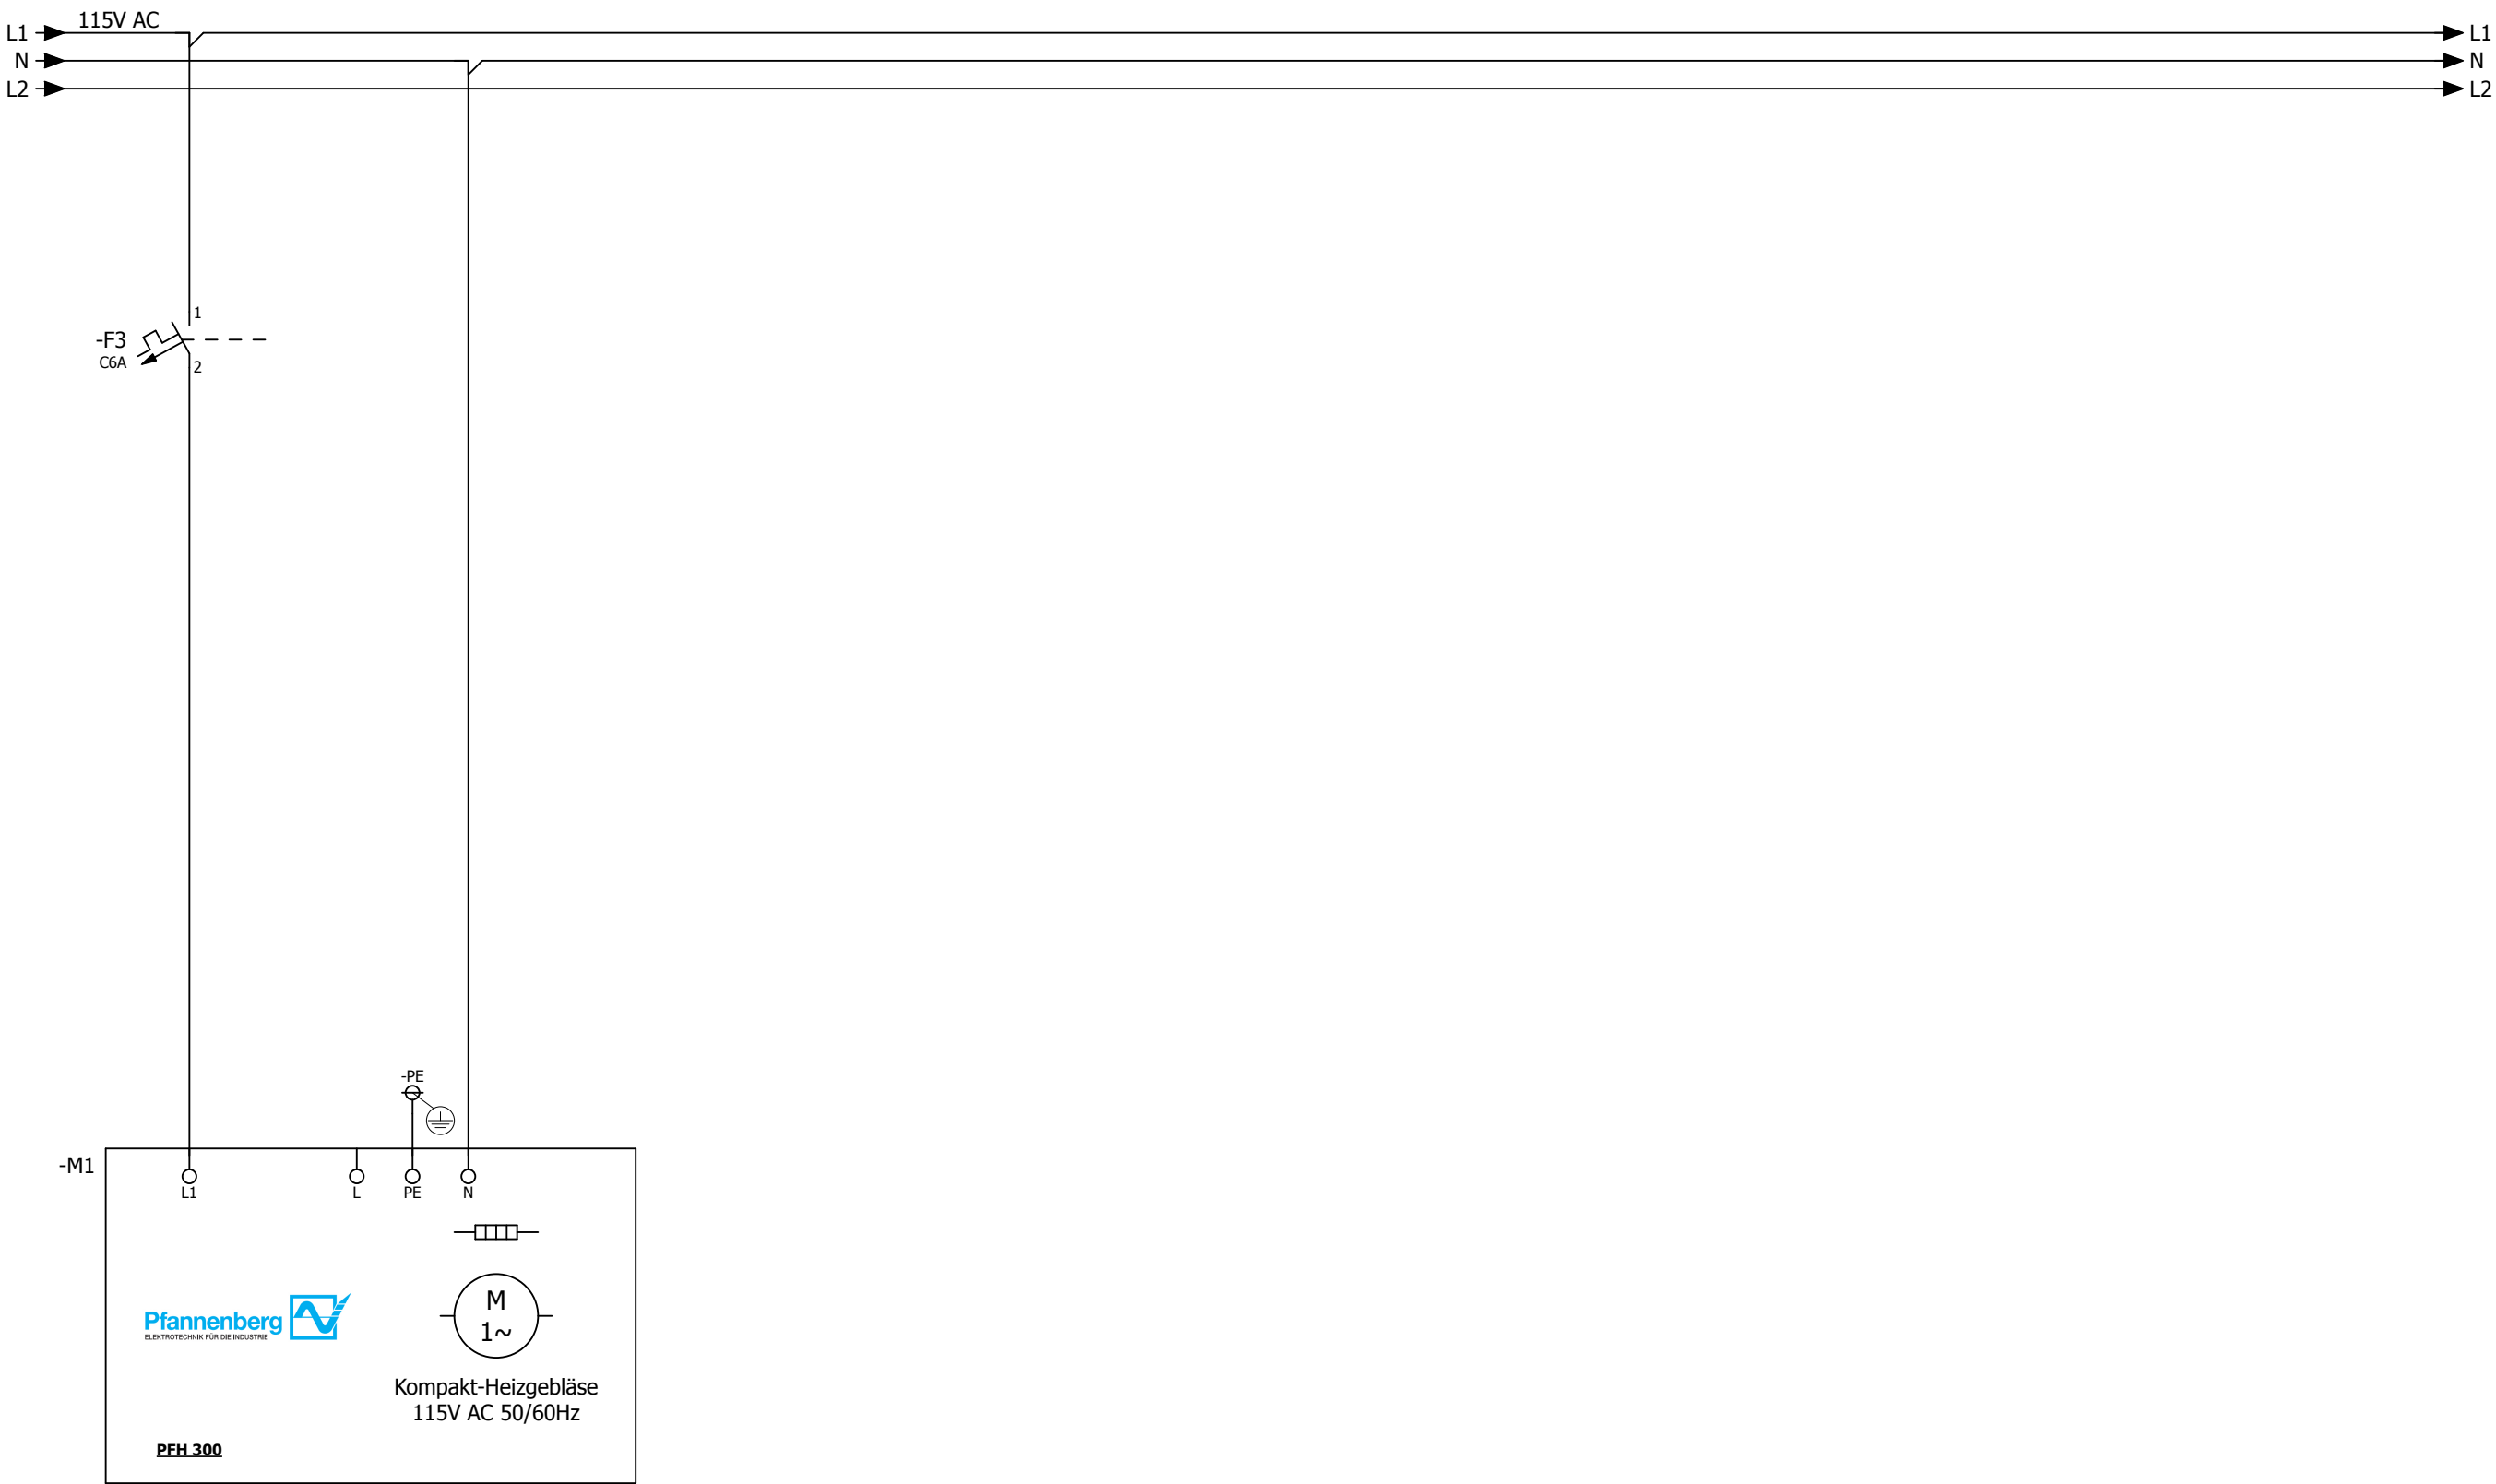 115V AC
L1 L1
N N
L2 L2
1
-F3
C6A
2
-PE
-M1
L1 L PE N
M
1~
Pfannenberg
ELEKTROTECHNIK FÜR DIE INDUSTRIE
Kompakt-Heizgebläse
115V AC 50/60Hz
PFH 300